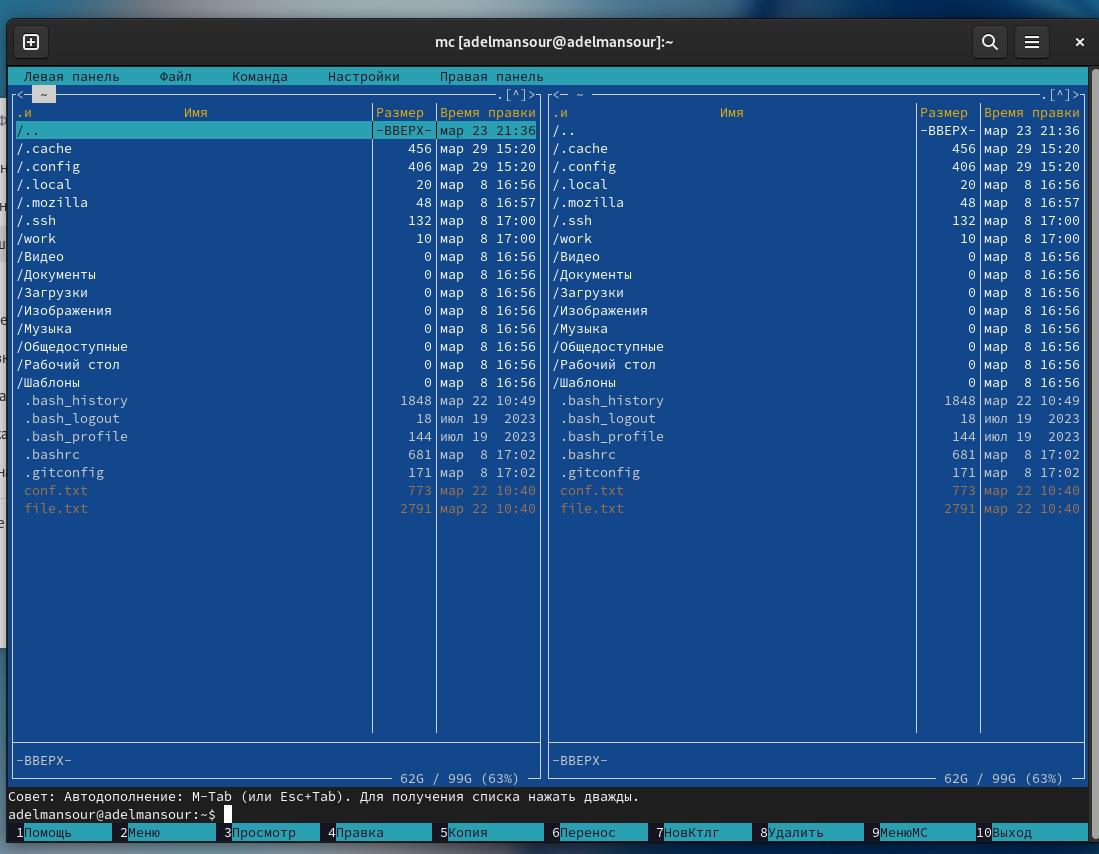 mc [adelmansour@adelmansour]:~
Левая панель Файл Команда Настройки Правая панель
<─ ~ ─.[^]> <─ ~ ─.[^]>
.и Имя Размер Время правки .и Имя Размер Время правки
/.. -ВВЕРХ- мар 23 21:36 /.. -ВВЕРХ- мар 23 21:36
/.cache 456 мар 29 15:20 /.cache 456 мар 29 15:20
/.config 406 мар 29 15:20 /.config 406 мар 29 15:20
/.local 20 мар 8 16:56 /.local 20 мар 8 16:56
/.mozilla 48 мар 8 16:57 /.mozilla 48 мар 8 16:57
/.ssh 132 мар 8 17:00 /.ssh 132 мар 8 17:00
/work 10 мар 8 17:00 /work 10 мар 8 17:00
/Видео 0 мар 8 16:56 /Видео 0 мар 8 16:56
/Документы 0 мар 8 16:56 /Документы 0 мар 8 16:56
/Загрузки 0 мар 8 16:56 /Загрузки 0 мар 8 16:56
/Изображения 0 мар 8 16:56 /Изображения 0 мар 8 16:56
/Музыка 0 мар 8 16:56 /Музыка 0 мар 8 16:56
/Общедоступные 0 мар 8 16:56 /Общедоступные 0 мар 8 16:56
/Рабочий стол 0 мар 8 16:56 /Рабочий стол 0 мар 8 16:56
/Шаблоны 0 мар 8 16:56 /Шаблоны 0 мар 8 16:56
.bash_history 1848 мар 22 10:49 .bash_history 1848 мар 22 10:49
.bash_logout 18 июл 19 2023 .bash_logout 18 июл 19 2023
.bash_profile 144 июл 19 2023 .bash_profile 144 июл 19 2023
.bashrc 681 мар 8 17:02 .bashrc 681 мар 8 17:02
.gitconfig 171 мар 8 17:02 .gitconfig 171 мар 8 17:02
conf.txt 773 мар 22 10:40 conf.txt 773 мар 22 10:40
file.txt 2791 мар 22 10:40 file.txt 2791 мар 22 10:40
-ВВЕРХ- -ВВЕРХ-
62G / 99G (63%) 62G / 99G (63%)
Совет: Автодополнение: M-Tab (или Esc+Tab). Для получения списка нажать дважды.
adelmansour@adelmansour:~$
1Помощь 2Меню 3Просмотр 4Правка 5Копия 6Перенос 7НовКтлг 8Удалить 9МенюMC 10Выход